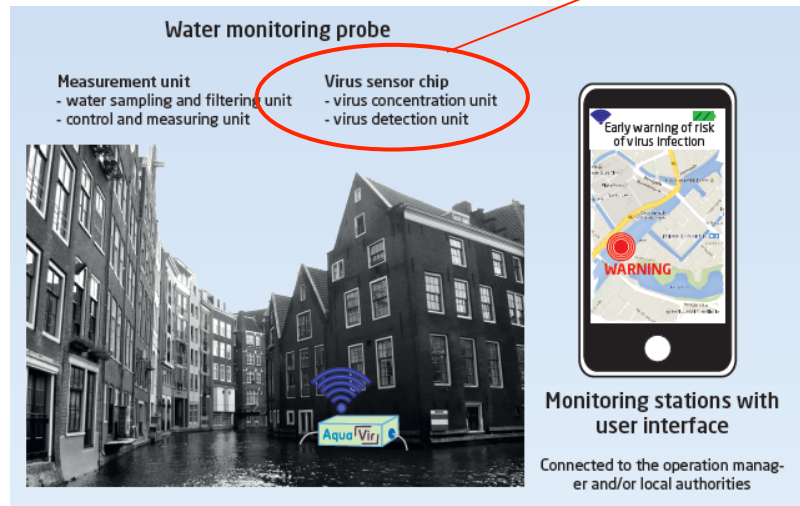 Water monitoring probe
Measurement unit
- water sampling and filtering unit
- control and measuring unit
Virus sensor chip
- virus concentration unit
- virus detection unit
AquaVir
Early warning of risk
of virus infection
WARNING
Monitoring stations with
user interface
Connected to the operation manag-
er and/or local authorities